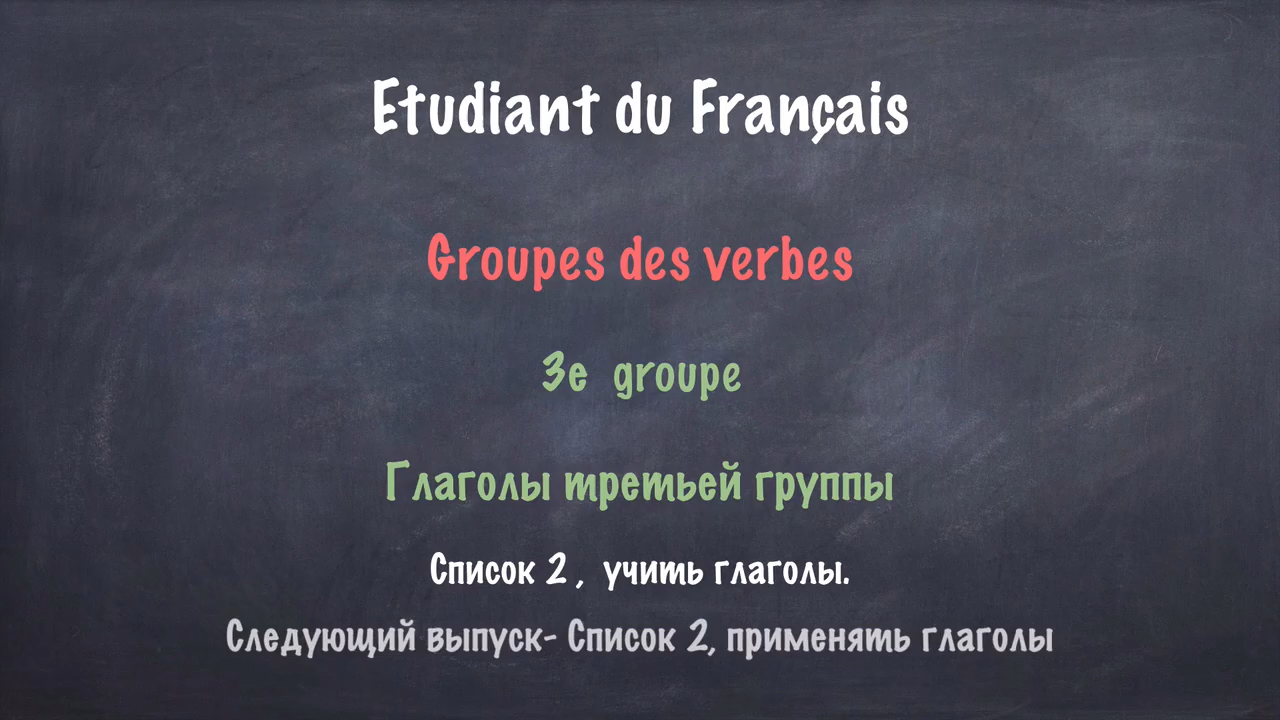 Etudiant du Français
Groupes des verbes
3e groupe
Глаголы третьей группы
Список 2 , учить глаголы.
Следующий выпуск- Список 2, применять глаголы